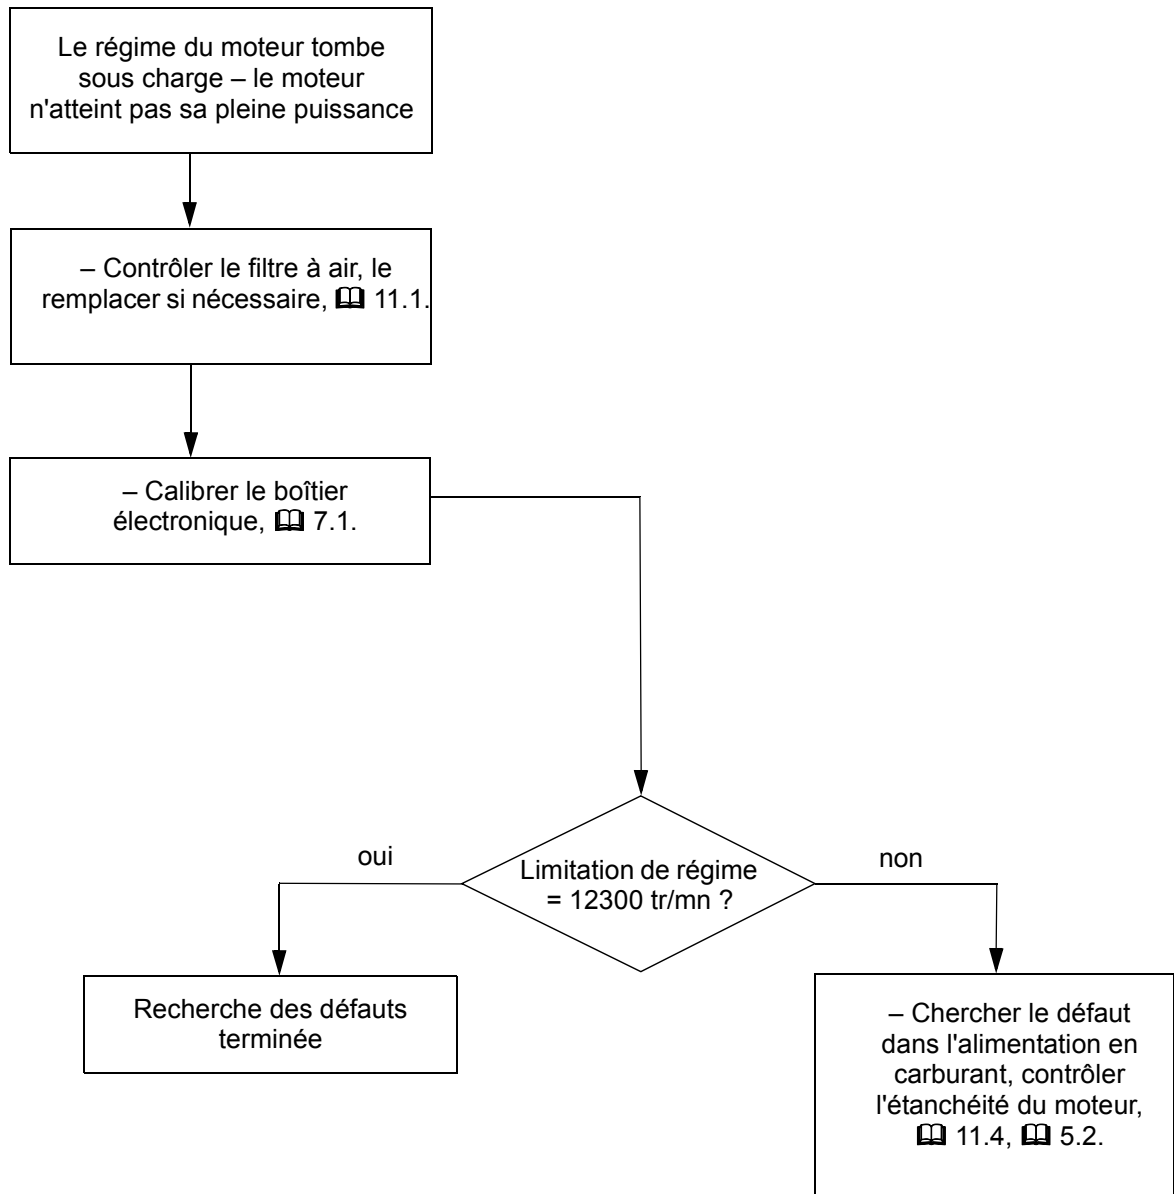 Le régime du moteur tombe
sous charge – le moteur
n'atteint pas sa pleine puissance
– Contrôler le filtre à air, le
remplacer si nécessaire, 🕮 11.1.
– Calibrer le boîtier
électronique, 🕮 7.1.
oui
Limitation de régime
= 12300 tr/mn ?
non
Recherche des défauts
terminée
– Chercher le défaut
dans l'alimentation en
carburant, contrôler
l'étanchéité du moteur,
🕮 11.4, 🕮 5.2.